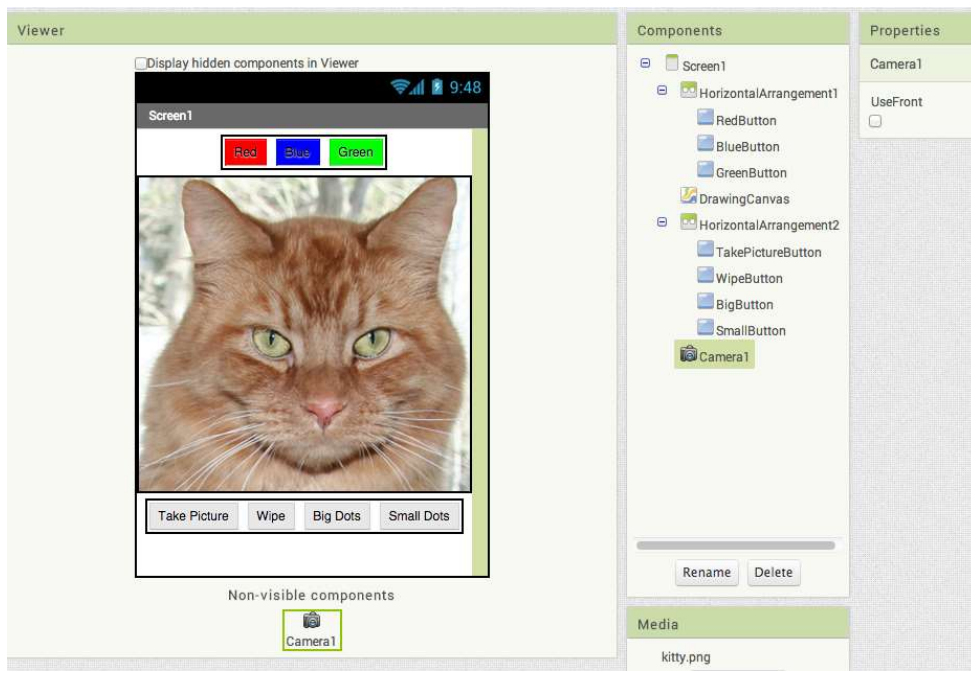 Viewer
Display hidden components in Viewer
9:48
Screen1
Red Blue Green
Take Picture Wipe Big Dots Small Dots
Non-visible components
Camera1
Components
Screen1
HorizontalArrangement1
RedButton
BlueButton
GreenButton
DrawingCanvas
HorizontalArrangement2
TakePictureButton
WipeButton
BigButton
SmallButton
Camera1
Rename Delete
Media
kitty.png
Properties
Camera1
UseFront